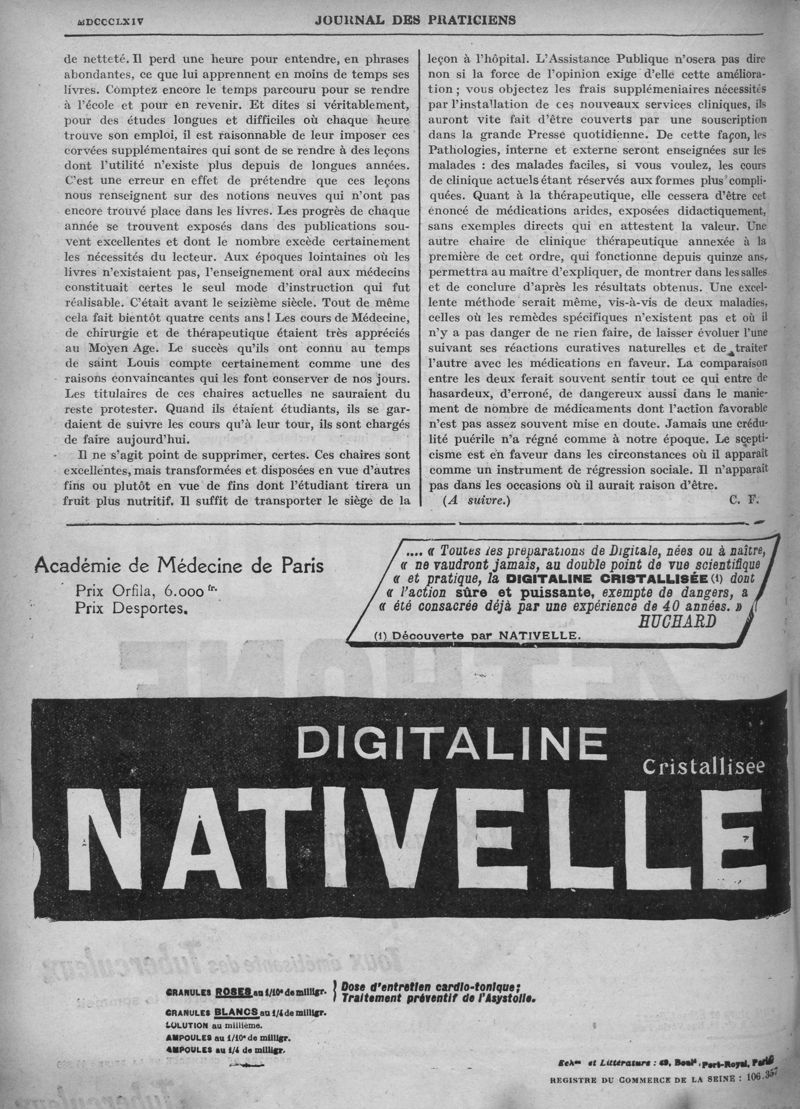 MDCCCLXIV
JOURNAL DES PRATICIENS
de netteté. Il perd une heure pour entendre, en phrases
abondantes, ce que lui apprennent en moins de temps ses
livres. Comptez encore le temps parcouru pour se rendre
à l'école et pour en revenir. Et dites si véritablement,
pour des études longues et difficiles où chaque heure
trouve son emploi, il est raisonnable de leur imposer ces
corvées supplémentaires qui sont de se rendre à des leçons
dont l'utilité n'existe plus depuis de longues années.
C'est une erreur en effet de prétendre que ces leçons
nous renseignent sur des notions neuves qui n'ont pas
encore trouvé place dans les livres. Les progrès de chaque
année se trouvent exposés dans des publications sou-
vent excellentes et dont le nombre excède certainement
les nécessités du lecteur. Aux époques lointaines où les
livres n'existaient pas, l'enseignement oral aux médecins
constituait certes le seul mode d'instruction qui fut
réalisable. C'était avant le seizième siècle. Tout de même
cela fait bientôt quatre cents ans ! Les cours de Médecine,
de chirurgie et de thérapeutique étaient très appréciés
au Moyen Age. Le succès qu'ils ont connu au temps
de saint Louis compte certainement comme une des
raisons convaincantes qui les font conserver de nos jours.
Les titulaires de ces chaires actuelles ne sauraient du
reste protester. Quand ils étaient étudiants, ils se gar-
daient de suivre les cours qu'à leur tour, ils sont chargés
de faire aujourd'hui.
Il ne s'agit point de supprimer, certes. Ces chaires sont
excellentes, mais transformées et disposées en vue d'autres
fins ou plutôt en vue de fins dont l'étudiant tirera un
fruit plus nutritif. Il suffit de transporter le siège de la
leçon à l'hôpital. L'Assistance Publique n'osera pas dire
non si la force de l'opinion exige d'elle cette améliora-
tion ; vous objectez les frais supplémeniaires nécessités
par l'installation de ces nouveaux services cliniques, ils
auront vite fait d'être couverts par une souscription
dans la grande Presse quotidienne. De cette façon, les
Pathologies, interne et externe seront enseignées sur les
malades : des malades faciles, si vous voulez, les cours
de clinique actuels étant réservés aux formes plus compli-
quées. Quant à la thérapeutique, elle cessera d'être cet
énoncé de médications arides, exposées didactiquement,
sans exemples directs qui en attestent la valeur. Une
autre chaire de clinique thérapeutique annexée à la
première de cet ordre, qui fonctionne depuis quinze ans,
permettra au maître d'expliquer, de montrer dans les salles
et de conclure d'après les résultats obtenus. Une excel-
lente méthode serait même, vis-à-vis de deux maladies,
celles où les remèdes spécifiques n'existent pas et où il
n'y a pas danger de ne rien faire, de laisser évoluer l'une
suivant ses réactions curatives naturelles et de traiter
l'autre avec les médications en faveur. La comparaison
entre les deux ferait souvent sentir tout ce qui entre de
hasardeux, d'erroné, de dangereux aussi dans le manie-
ment de nombre de médicaments dont l'action favorable
n'est pas assez souvent mise en doute. Jamais une crédu-
lité puérile n'a régné comme à notre époque. Le scepti-
cisme est en faveur dans les circonstances où il apparaît
comme un instrument de régression sociale. Il n'apparaît
pas dans les occasions où il aurait raison d'être.
(A suivre.) C. F.
Académie de Médecine de Paris
Prix Orfila, 6.000 fr.
Prix Desportes.
.... « Toutes les preparations de Digitale, nées ou à naître,
« ne vaudront jamais, au double point de vue scientifique
« et pratique, la DIGITALINE CRISTALLISÉE (1) dont
« l'action sûre et puissante, exempte de dangers, a
« été consacrée déjà par une expérience de 40 années. »
HUCHARD
(1) Découverte par NATIVELLE.
DIGITALINE
Cristallisée
NATIVELLE
GRANULES ROSES au 1/10e de milligr. } Dose d'entretien cardio-tonique;
Traitement préventif de l'Asystolie.
GRANULES BLANCS au 1/4 de milligr.
SOLUTION au millième.
AMPOULES au 1/10e de milligr.
AMPOULES au 1/4 de milligr.
Echons et Littérature : 49, Bould. Port-Royal, Paris
REGISTRE DU COMMERCE DE LA SEINE : 106.357